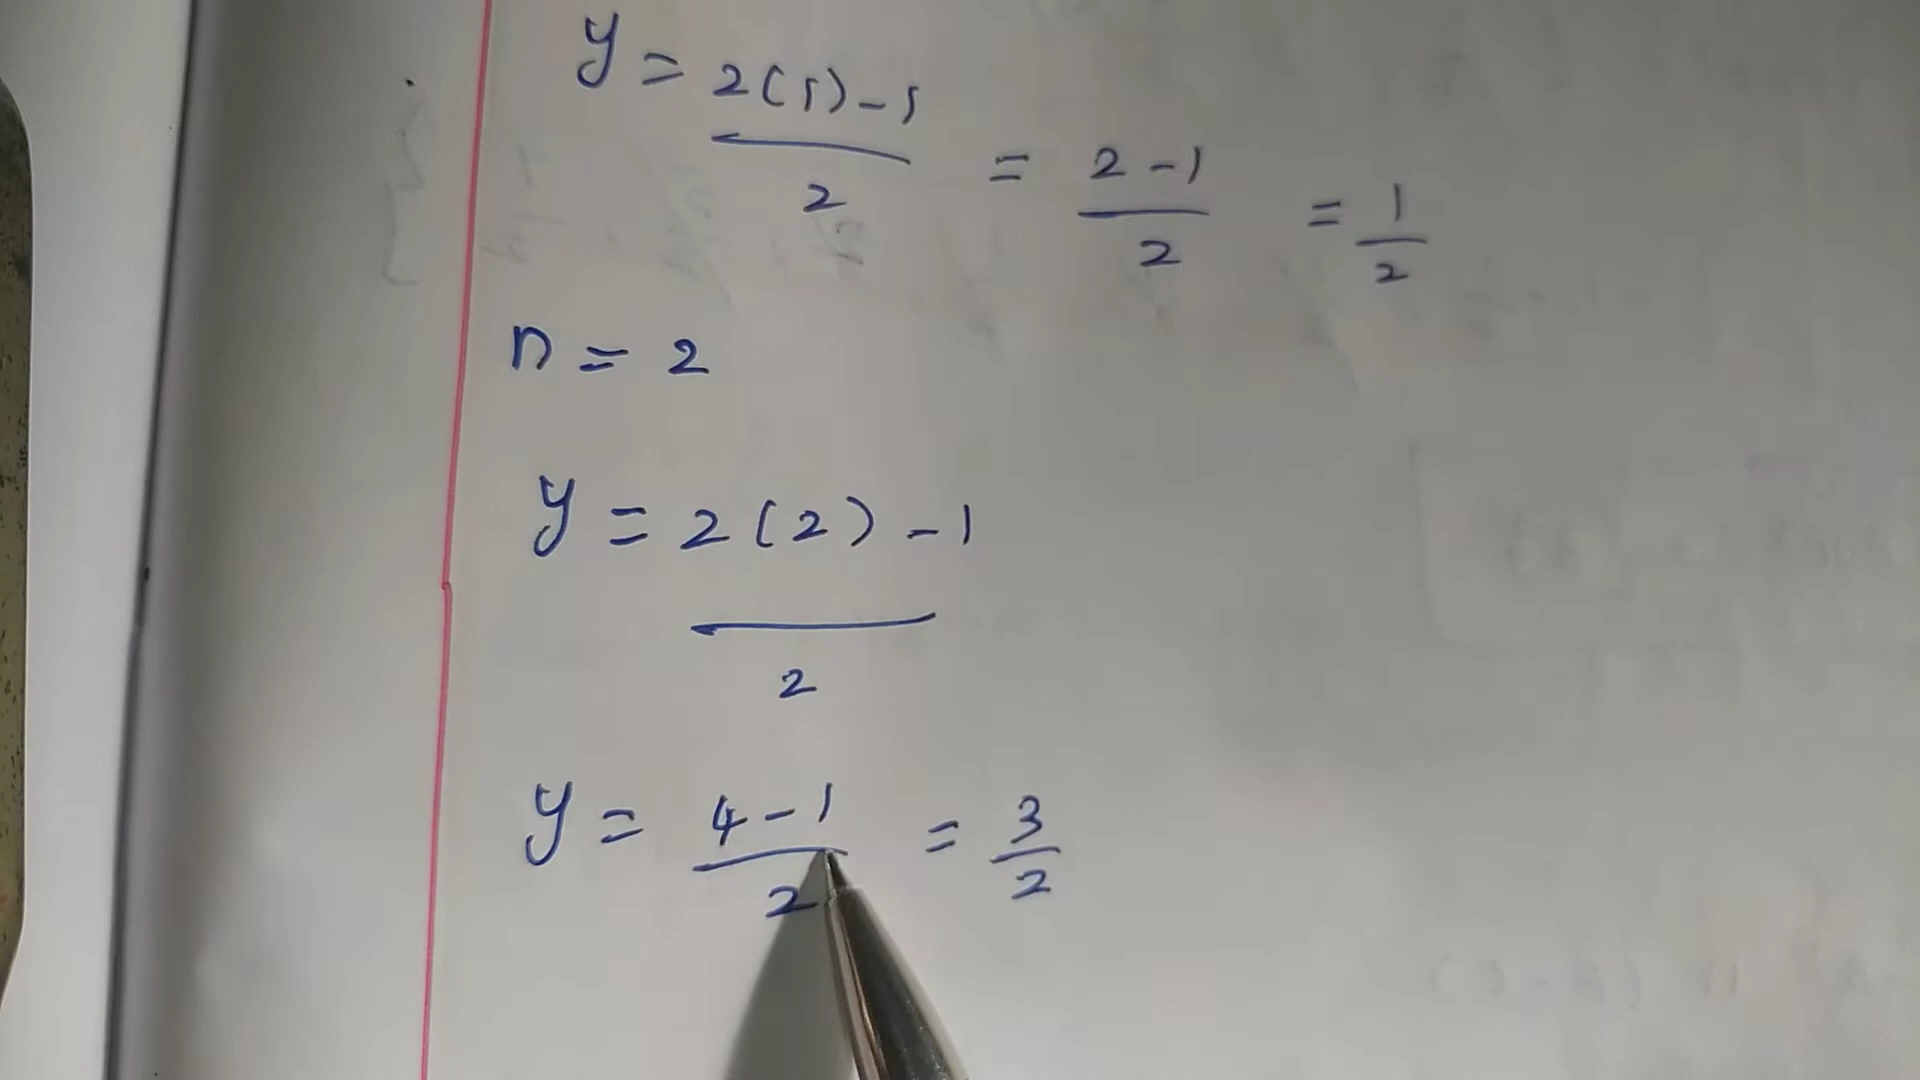 y = 2(1)-1/2 = 2-1/2 = 1/2
n = 2
y = 2(2)-1/2
y = 4-1/2 = 3/2